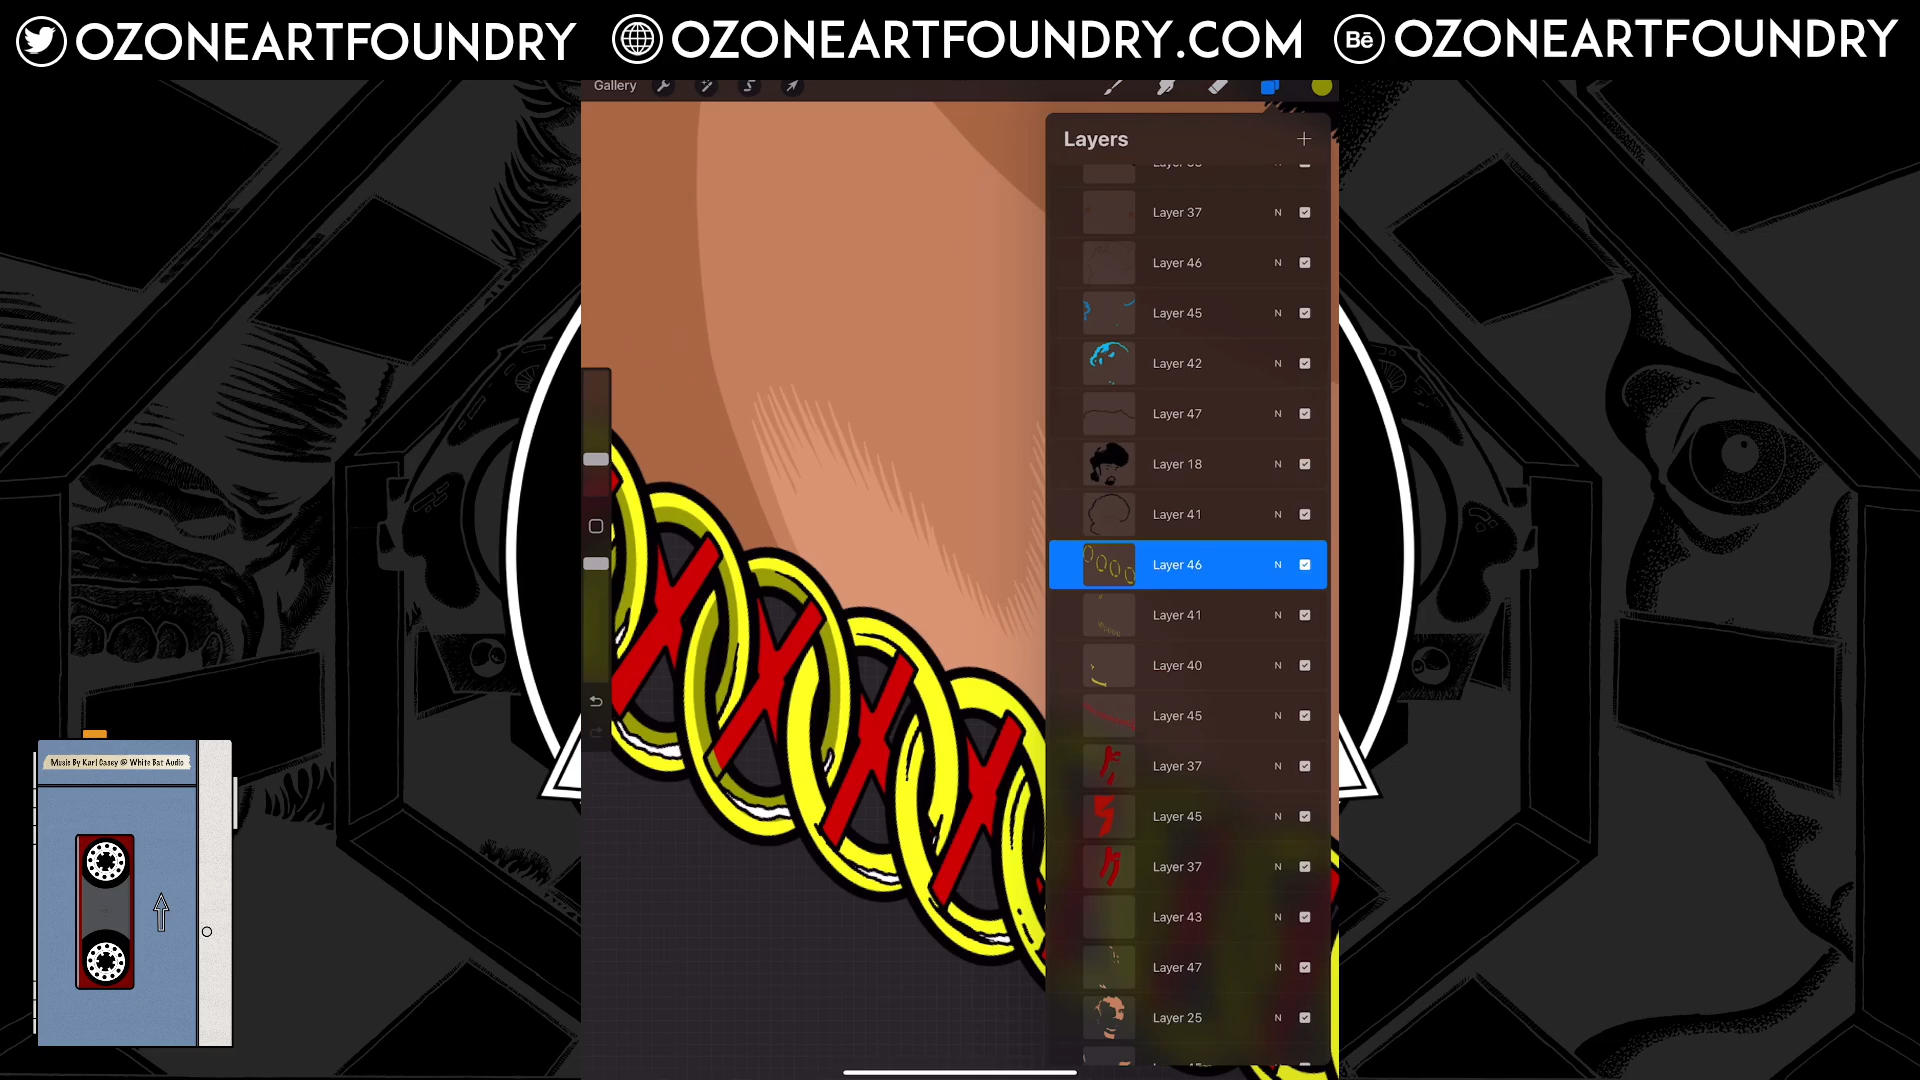 OZONEARTFOUNDRY OZONEARTFOUNDRY.COM Bē OZONEARTFOUNDRY
Gallery
Layers
Layer 37 N
Layer 46 N
Layer 45 N
Layer 42 N
Layer 47 N
Layer 18 N
Layer 41 N
Layer 46 N
Layer 41 N
Layer 40 N
Layer 45 N
Layer 37 N
Layer 45 N
Layer 37 N
Layer 43 N
Layer 47 N
Layer 25 N
Music By Karl Casey @ White Bat Audio